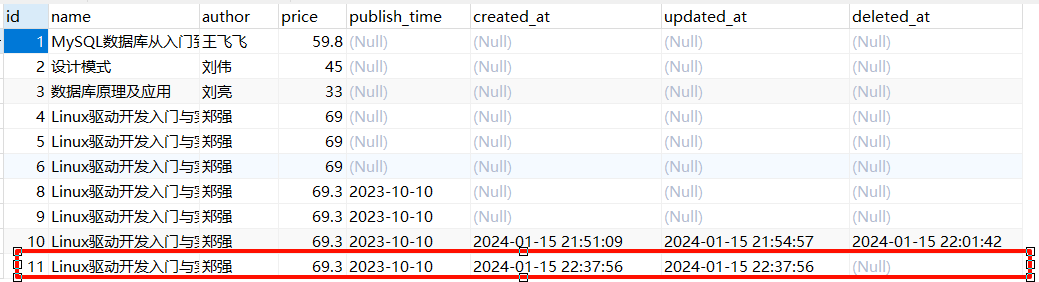 id name author price publish_time created_at updated_at deleted_at
1 MySQL数据库从入门到 王飞飞 59.8 (Null) (Null) (Null) (Null)
2 设计模式 刘伟 45 (Null) (Null) (Null) (Null)
3 数据库原理及应用 刘亮 33 (Null) (Null) (Null) (Null)
4 Linux驱动开发入门与实 郑强 69 (Null) (Null) (Null) (Null)
5 Linux驱动开发入门与实 郑强 69 (Null) (Null) (Null) (Null)
6 Linux驱动开发入门与实 郑强 69 (Null) (Null) (Null) (Null)
8 Linux驱动开发入门与实 郑强 69.3 2023-10-10 (Null) (Null) (Null)
9 Linux驱动开发入门与实 郑强 69.3 2023-10-10 (Null) (Null) (Null)
10 Linux驱动开发入门与实 郑强 69.3 2023-10-10 2024-01-15 21:51:09 2024-01-15 21:54:57 2024-01-15 22:01:42
11 Linux驱动开发入门与实 郑强 69.3 2023-10-10 2024-01-15 22:37:56 2024-01-15 22:37:56 (Null)